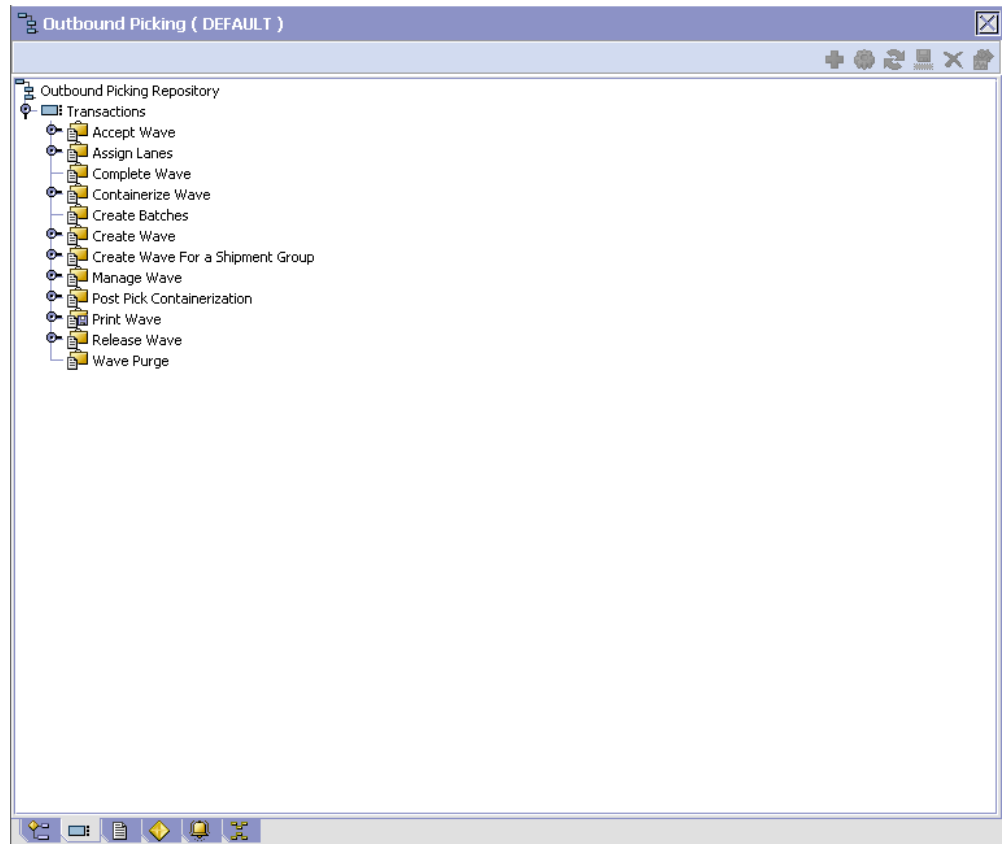 Outbound Picking ( DEFAULT )
Outbound Picking Repository
Transactions
Accept Wave
Assign Lanes
Complete Wave
Containerize Wave
Create Batches
Create Wave
Create Wave For a Shipment Group
Manage Wave
Post Pick Containerization
Print Wave
Release Wave
Wave Purge